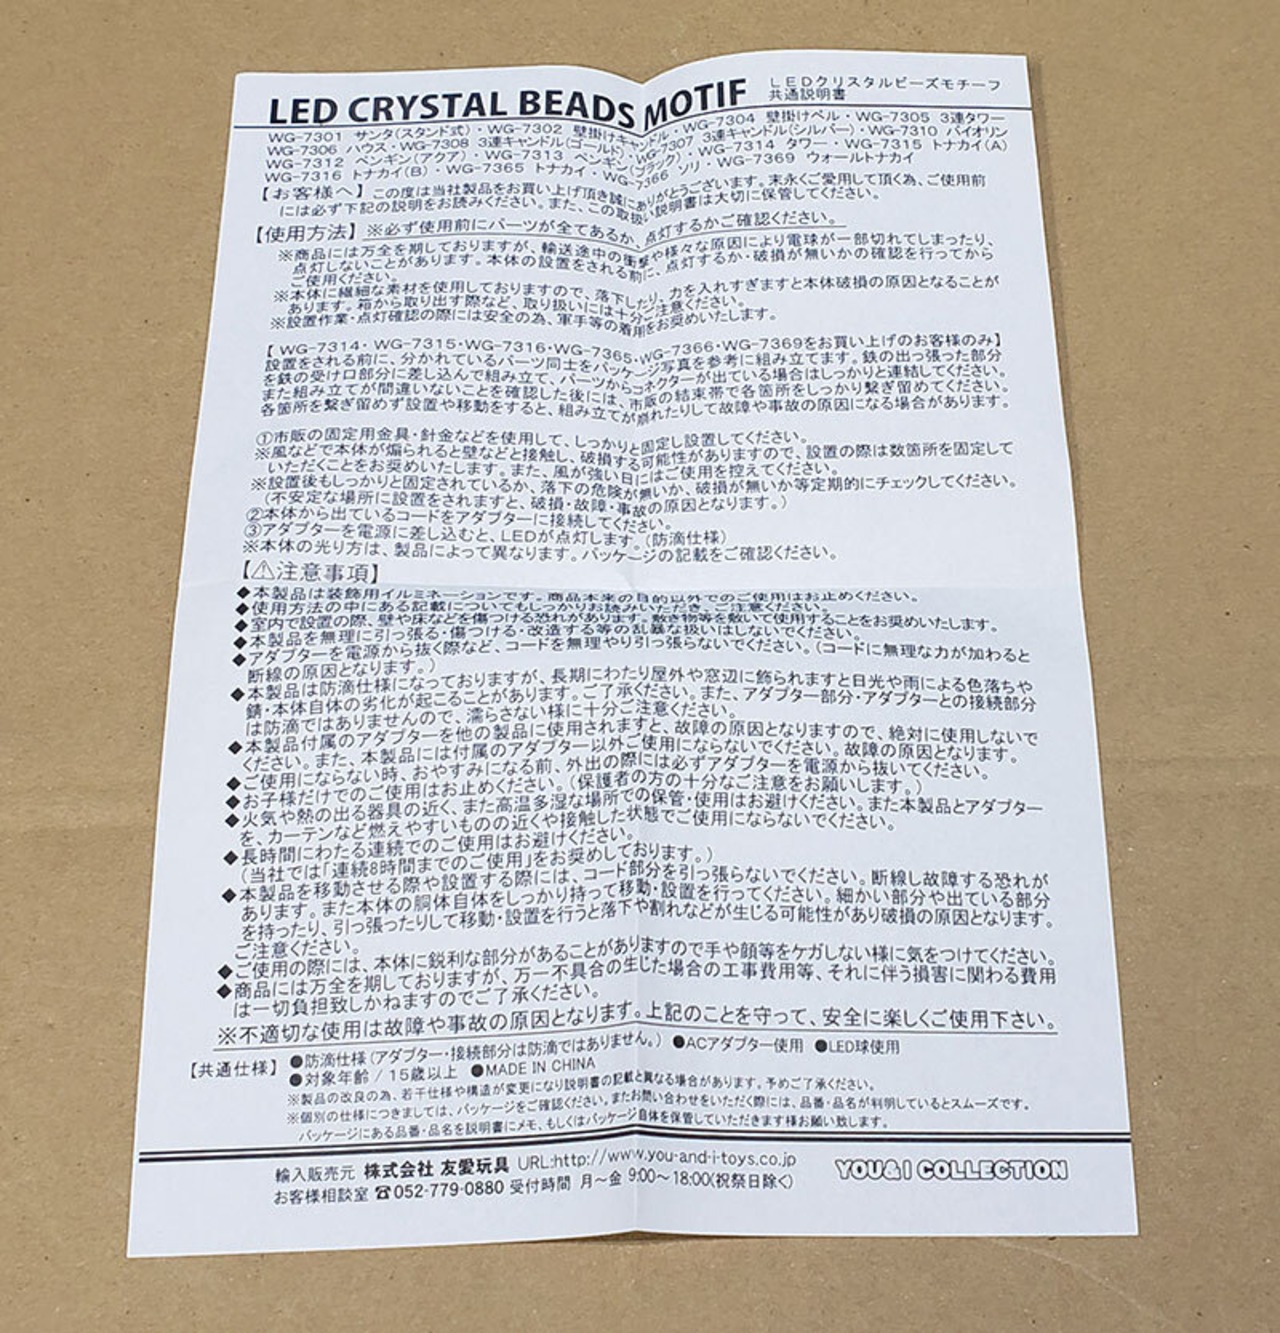 LED CRYSTAL BEADS MOTIF
LEDクリスタルビーズモチーフ
共通説明書
WG-7301 サンタ(スタンド式)・WG-7302 壁掛けキャンドル・WG-7304 壁掛けベル・WG-7305 3連タワー
WG-7306 ハウス・WG-7308 3連キャンドル(ゴールド)・WG-7307 3連キャンドル(シルバー)・WG-7310 バイオリン
WG-7312 ペンギン(アクア)・WG-7313 ペンギン(ブラック)・WG-7314 タワー・WG-7315 トナカイ(A)
WG-7316 トナカイ(B)・WG-7365 トナカイ・WG-7366 ソリ・WG-7369 ウォールトナカイ
【お客様へ】この度は当社製品をお買い上げ頂き誠にありがとうございます。末永くご愛用して頂く為、ご使用前
には必ず下記の説明をお読みください。また、この取扱い説明書は大切に保管してください。
【使用方法】※必ず使用前にパーツが全てあるか、点灯するかご確認ください。
※商品には万全を期しておりますが、輸送途中の衝撃や様々な原因により電球が一部切れてしまったり、
点灯しないことがあります。本体の設置をされる前に、点灯するか・破損が無いかの確認を行ってから
ご使用ください。
※本体に繊細な素材を使用しておりますので、落下したり、力を入れすぎますと本体破損の原因となることが
あります。箱から取り出す際など、取り扱いには十分ご注意ください。
※設置作業・点灯確認の際には安全の為、軍手等の着用をお奨めいたします。
【 WG-7314・WG-7315・WG-7316・WG-7365・WG-7366・WG-7369をお買い上げのお客様のみ】
設置をされる前に、分かれているパーツ同士をパッケージ写真を参考に組み立てます。鉄の出っ張った部分
を鉄の受け口部分に差し込んで組み立て、パーツからコネクターが出ている場合はしっかりと連結してください。
また組み立てが間違いないことを確認した後には、市販の結束帯で各箇所をしっかり繋ぎ留めてください。
各箇所を繋ぎ留めず設置や移動をすると、組み立てが崩れたりして故障や事故の原因になる場合があります。
①市販の固定用金具・針金などを使用して、しっかりと固定し設置してください。
※風などで本体が煽られると壁などと接触し、破損する可能性がありますので、設置の際は数箇所を固定して
いただくことをお奨めいたします。また、風が強い日にはご使用を控えてください。
※設置後もしっかりと固定されているか、落下の危険が無いか、破損が無いか等定期的にチェックしてください。
(不安定な場所に設置をされますと、破損・故障・事故の原因となります。)
②本体から出ているコードをアダプターに接続してください。
③アダプターを電源に差し込むと、LEDが点灯します。(防滴仕様)
※本体の光り方は、製品によって異なります。パッケージの記載をご確認ください。
【⚠注意事項】
◆本製品は装飾用イルミネーションです。商品本来の目的以外でのご使用はお止めください。
◆使用方法の中にある記載についてもしっかりお読みいただき、ご注意ください。
◆室内で設置の際、壁や床などを傷つける恐れがあります。敷き物等を敷いて使用することをお奨めいたします。
◆本製品を無理に引っ張る・傷つける・改造する等の乱暴な扱いはしないでください。
◆アダプターを電源から抜く際など、コードを無理やり引っ張らないでください。(コードに無理な力が加わると
断線の原因となります。)
◆本製品は防滴仕様になっておりますが、長期にわたり屋外や窓辺に飾られますと日光や雨による色落ちや
錆・本体自体の劣化が起こることがあります。ご了承ください。また、アダプター部分・アダプターとの接続部分
は防滴ではありませんので、濡らさない様に十分ご注意ください。
◆本製品付属のアダプターを他の製品に使用されますと、故障の原因となりますので、絶対に使用しないで
ください。また、本製品には付属のアダプター以外ご使用にならないでください。故障の原因となります。
◆ご使用にならない時、おやすみになる前、外出の際には必ずアダプターを電源から抜いてください。
◆お子様だけでのご使用はお止めください。(保護者の方の十分なご注意をお願いします。)
◆火気や熱の出る器具の近く、また高温多湿な場所での保管・使用はお避けください。また本製品とアダプター
を、カーテンなど燃えやすいものの近くや接触した状態でご使用にならないでください。
◆長時間にわたる連続でのご使用はお避けください。
(当社では「連続8時間までのご使用」をお奨めしております。)
◆本製品を移動させる際や設置する際には、コード部分を引っ張らないでください。断線し故障する恐れが
あります。また本体の胴体自体をしっかり持って移動・設置を行ってください。細かい部分や出ている部分
を持ったり、引っ張ったりして移動・設置を行うと落下や割れなどが生じる可能性があり破損の原因となります。
ご注意ください。
◆ご使用の際には、本体に鋭利な部分があることがありますので手や顔等をケガしない様に気をつけてください。
◆商品には万全を期しておりますが、万一不具合の生じた場合の工事費用等、それに伴う損害に関わる費用
は一切負担致しかねますのでご了承ください。
※不適切な使用は故障や事故の原因となります。上記のことを守って、安全に楽しくご使用下さい。
【共通仕様】 ●防滴仕様(アダプター・接続部分は防滴ではありません。) ●ACアダプター使用 ●LED球使用
●対象年齢 / 15歳以上 ●MADE IN CHINA
※製品の改良の為、若干仕様や構造が変更になり説明書の記載と異なる場合があります。予めご了承ください。
※個別の仕様につきましては、パッケージをご確認ください。またお問い合わせをいただく際には、品番・品名が判明しているとスムーズです。
パッケージにある品番・品名を説明書にメモ、もしくはパッケージ自体を保管していただきます様お願い致します。
輸入販売元 株式会社 友愛玩具 URL:http://www.you-and-i-toys.co.jp
お客様相談室 ☎052-779-0880 受付時間 月～金 9:00～18:00(祝祭日除く)
YOU&I COLLECTION